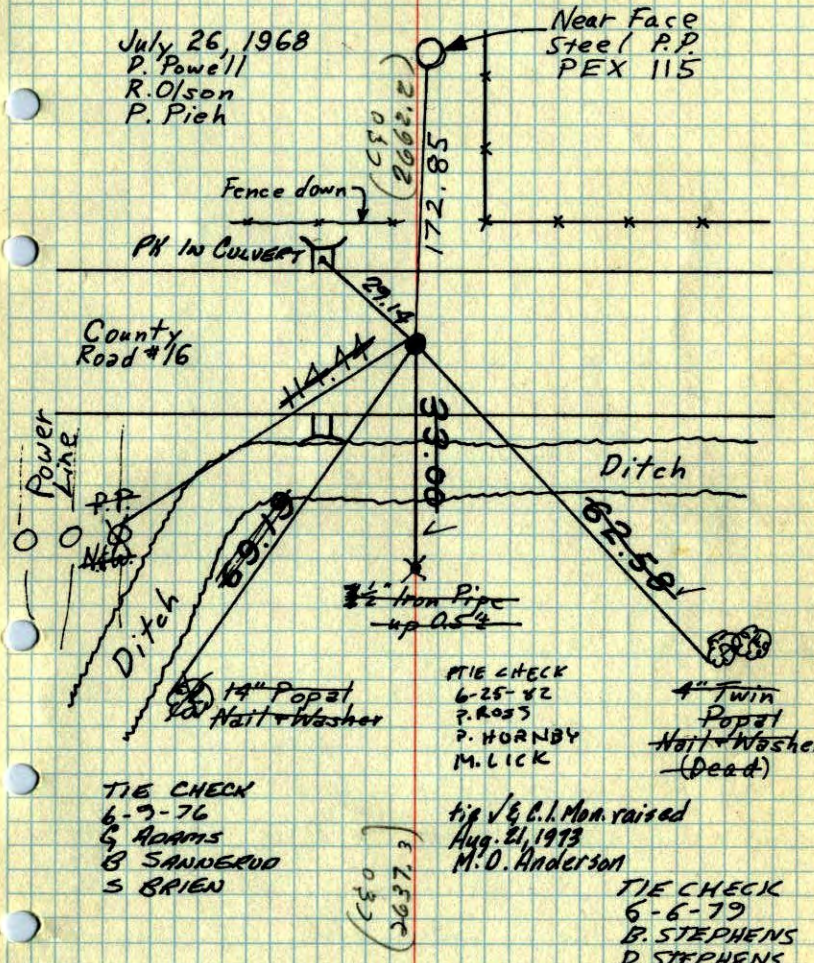 July 26, 1968
D. Powell
R. Olson
P. Pieh
Near Face
Steel P.P.
PEX 115
2662.2
172.85
Fence down
PK IN CULVERT
29.14
County
Road #16
114.44
Power
Line
P.P.
N&W.
33.00
Ditch
69.19
62.58
Ditch
1/2" Iron Pipe
up 0.5'±
14" Popal
Nail & Washer
4" Twin
Popal
Nail & Washer
(Dead)
TIE CHECK
6-25-82
P. ROSS
P. HORNBY
M. LICK
TIE CHECK
6-9-76
G ADAMS
B SANNERUD
S BRIEN
tie √ & C.I. Mon. raised
Aug. 21, 1973
M.O. Anderson
2637.3
TIE CHECK
6-6-79
B. STEPHENS
D. STEPHENS